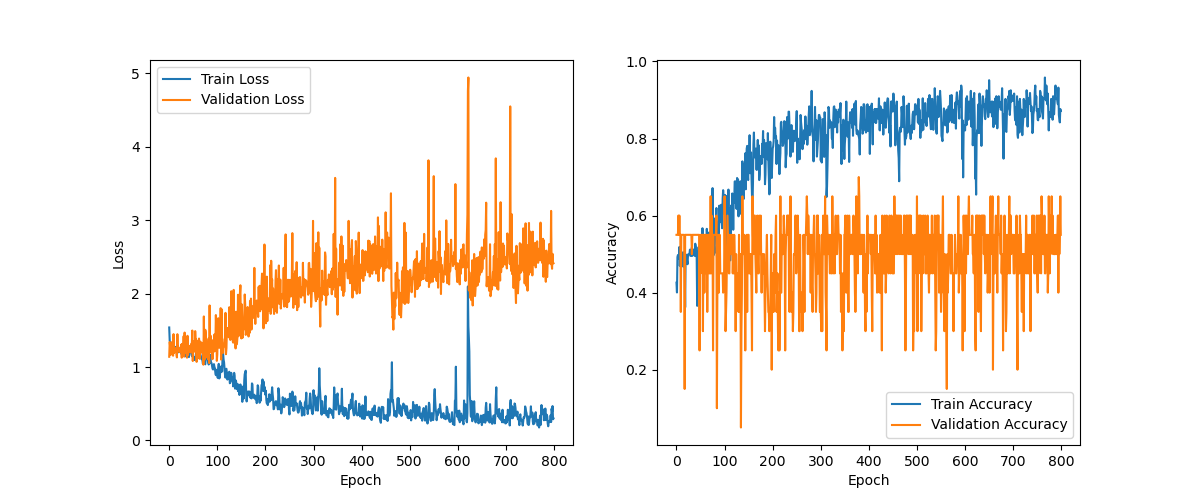 Train Loss
Validation Loss
5
4
3
2
1
0
Loss
0 100 200 300 400 500 600 700 800
Epoch
1.0
0.8
0.6
0.4
0.2
Accuracy
Train Accuracy
Validation Accuracy
0 100 200 300 400 500 600 700 800
Epoch